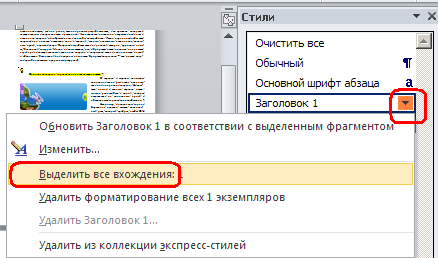 Стили
Очистить все
Обычный ¶
Основной шрифт абзаца a
Заголовок 1
Обновить Заголовок 1 в соответствии с выделенным фрагментом
Изменить...
Выделить все вхождения: 1
Удалить форматирование всех 1 экземпляров
Удалить Заголовок 1...
Удалить из коллекции экспресс-стилей